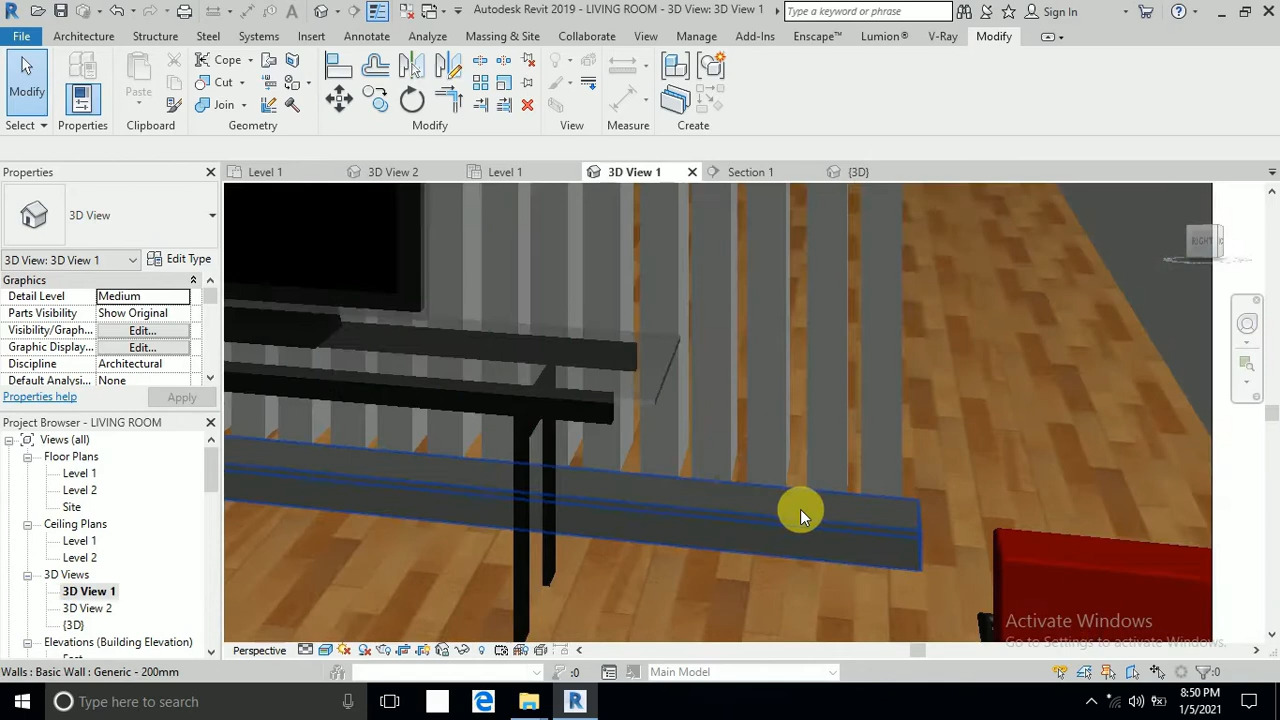 Autodesk Revit 2019 - LIVING ROOM - 3D View: 3D View 1
Type a keyword or phrase
Sign In
File
Architecture
Structure
Steel
Systems
Insert
Annotate
Analyze
Massing & Site
Collaborate
View
Manage
Add-Ins
Enscape™
Lumion®
V-Ray
Modify
Modify
Properties
Paste
Cope
Cut
Join
Select
Properties
Clipboard
Geometry
Modify
View
Measure
Create
Properties
Level 1
3D View 2
Level 1
3D View 1
Section 1
{3D}
3D View
3D View: 3D View 1
Edit Type
Graphics
Detail Level
Medium
Parts Visibility
Show Original
Visibility/Graph...
Edit...
Graphic Display...
Edit...
Discipline
Architectural
Default Analysi...
None
Properties help
Apply
RIGHT
Project Browser - LIVING ROOM
Views (all)
Floor Plans
Level 1
Level 2
Site
Ceiling Plans
Level 1
Level 2
3D Views
3D View 1
3D View 2
{3D}
Elevations (Building Elevation)
Activate Windows
Go to Settings to activate Windows.
Perspective
Walls : Basic Wall : Generic - 200mm
:0
Main Model
:0
Type here to search
8:50 PM
1/5/2021